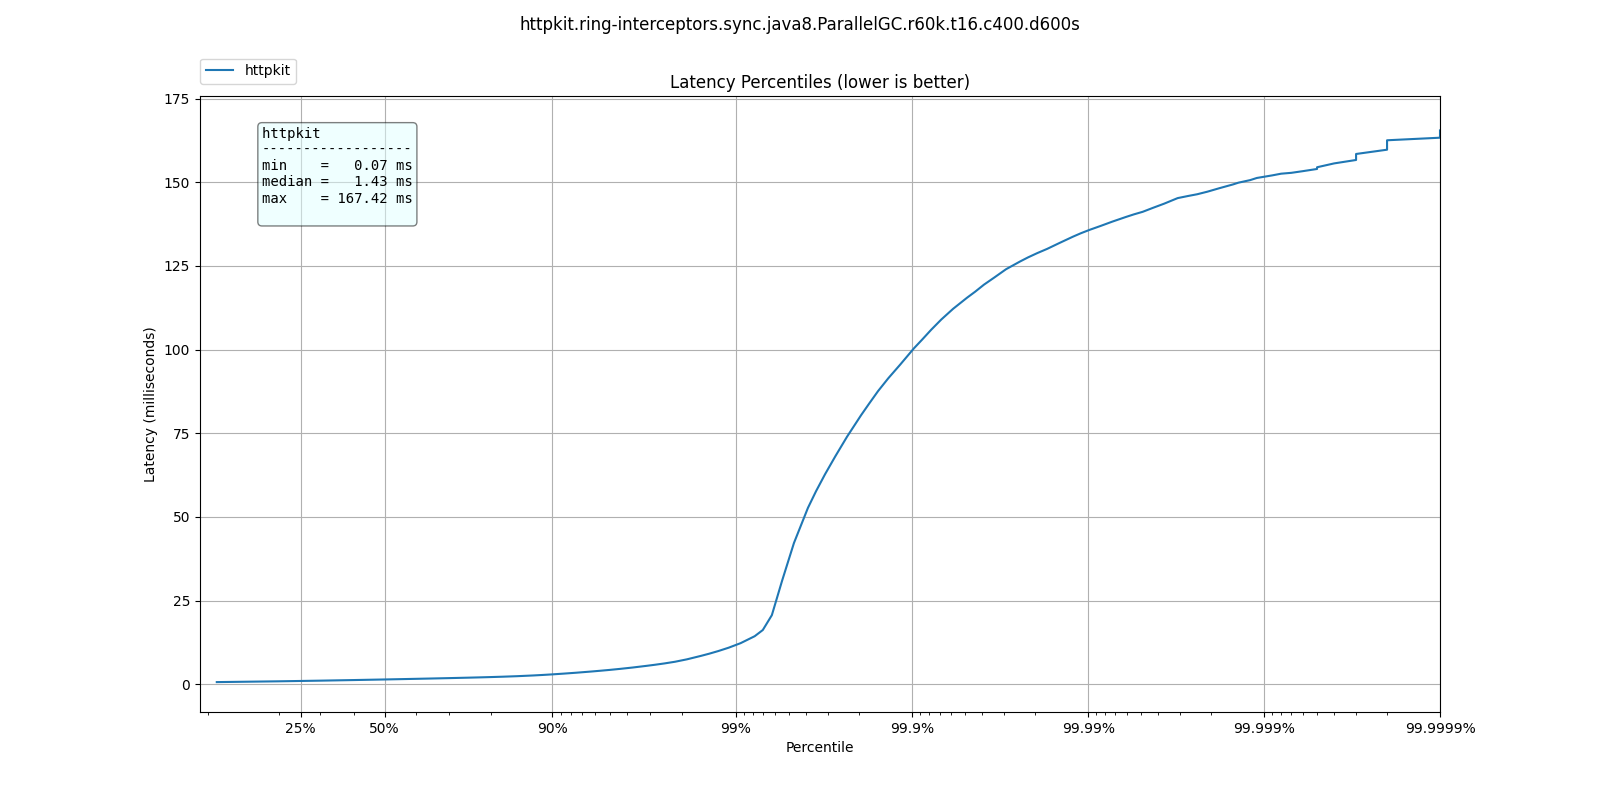 httpkit.ring-interceptors.sync.java8.ParallelGC.r60k.t16.c400.d600s
httpkit
Latency Percentiles (lower is better)
175
150
125
100
75
50
25
0
Latency (milliseconds)
httpkit
------------------
min    =   0.07 ms
median =   1.43 ms
max    = 167.42 ms
25% 50% 90% 99% 99.9% 99.99% 99.999% 99.9999%
Percentile